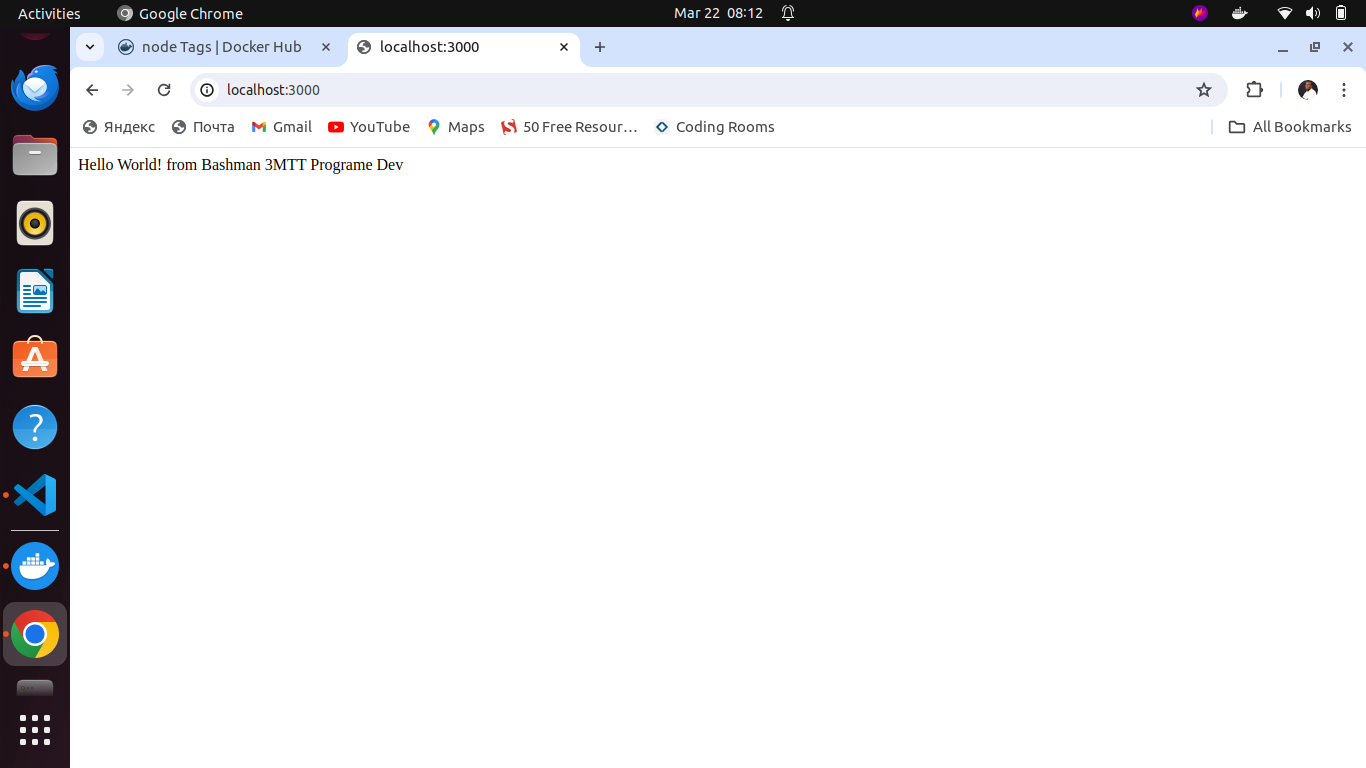 Activities Google Chrome Mar 22 08:12
node Tags | Docker Hub localhost:3000
localhost:3000
Яндекс Почта Gmail YouTube Maps 50 Free Resour... Coding Rooms All Bookmarks
Hello World! from Bashman 3MTT Programe Dev